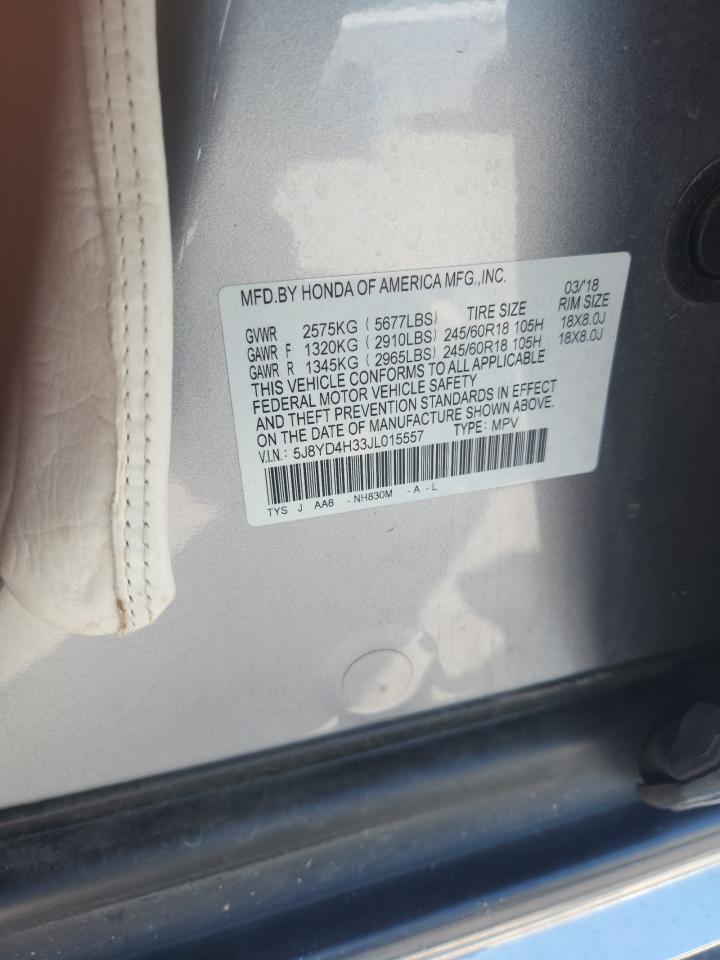 MFD.BY HONDA OF AMERICA MFG.,INC. 03/'18
TIRE SIZE RIM SIZE
GVWR 2575KG ( 5677LBS)
GAWR F 1320KG ( 2910LBS) 245/60R18 105H 18X8.0J
GAWR R 1345KG ( 2965LBS) 245/60R18 105H 18X8.0J
THIS VEHICLE CONFORMS TO ALL APPLICABLE
FEDERAL MOTOR VEHICLE SAFETY
AND THEFT PREVENTION STANDARDS IN EFFECT
ON THE DATE OF MANUFACTURE SHOWN ABOVE.
V.I.N.: 5J8YD4H33JL015557 TYPE: MPV
TYS J AA8 - NH830M - A - L